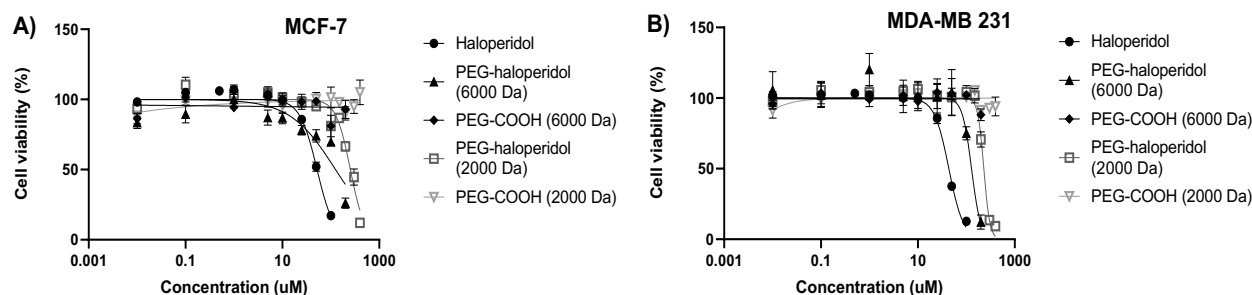 A)
MCF-7
150
100
50
0
Cell viability (%)
0.001
0.1
10
1000
Concentration (uM)
Haloperidol
PEG-haloperidol
(6000 Da)
PEG-COOH (6000 Da)
PEG-haloperidol
(2000 Da)
PEG-COOH (2000 Da)
B)
MDA-MB 231
150
100
50
0
Cell viability (%)
0.001
0.1
10
1000
Concentration (uM)
Haloperidol
PEG-haloperidol
(6000 Da)
PEG-COOH (6000 Da)
PEG-haloperidol
(2000 Da)
PEG-COOH (2000 Da)